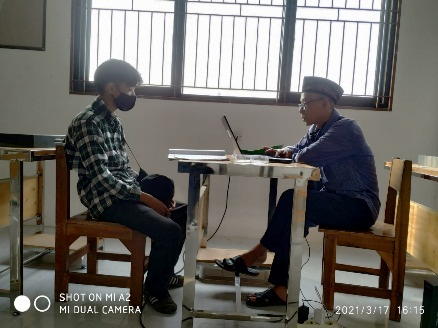 SHOT ON MI A2
MI DUAL CAMERA
2021/3/17 16:15